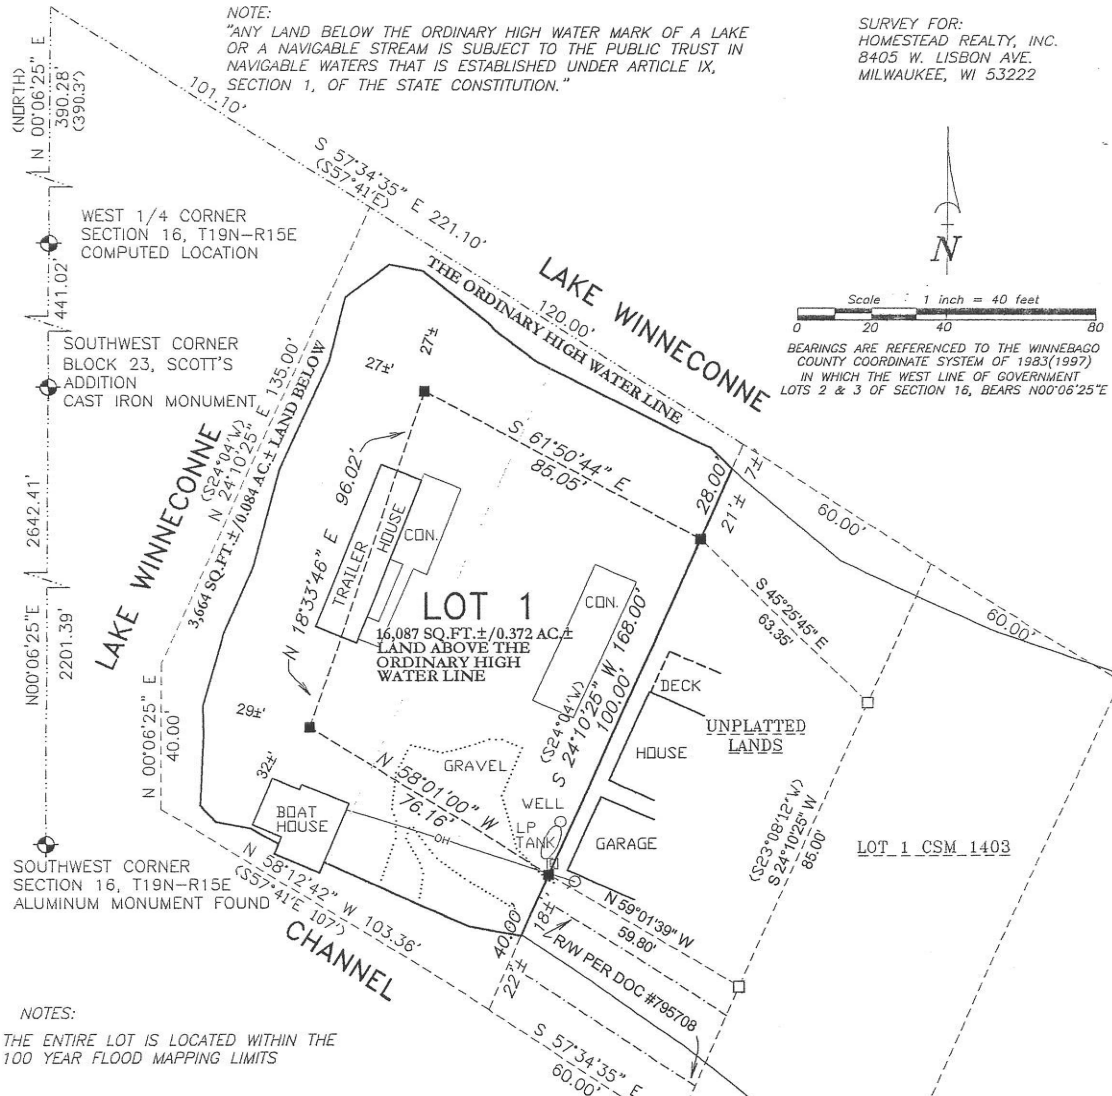 NOTE:
"ANY LAND BELOW THE ORDINARY HIGH WATER MARK OF A LAKE
OR A NAVIGABLE STREAM IS SUBJECT TO THE PUBLIC TRUST IN
NAVIGABLE WATERS THAT IS ESTABLISHED UNDER ARTICLE IX,
SECTION 1, OF THE STATE CONSTITUTION."
SURVEY FOR:
HOMESTEAD REALTY, INC.
8405 W. LISBON AVE.
MILWAUKEE, WI 53222
(NORTH)
N 00°06'25" E
390.28'
(390.3')
101.10'
S 57°34'35" E 221.10'
(S57°41'E)
WEST 1/4 CORNER
SECTION 16, T19N-R15E
COMPUTED LOCATION
441.02'
N
Scale : 1 inch = 40 feet
0 20 40 80
BEARINGS ARE REFERENCED TO THE WINNEBAGO
COUNTY COORDINATE SYSTEM OF 1983(1997)
IN WHICH THE WEST LINE OF GOVERNMENT
LOTS 2 & 3 OF SECTION 16, BEARS N00°06'25"E
SOUTHWEST CORNER
BLOCK 23, SCOTT'S
ADDITION
CAST IRON MONUMENT
LAKE WINNECONNE
120.00'
THE ORDINARY HIGH WATER LINE
27'±
27±'
LAKE WINNECONNE
(S24°04'W)
N 24°10'25" E 135.00'
3,664 SQ.FT.±/0.084 AC.± LAND BELOW
S 61°50'44" E
85.05'
28.00'
21'±
7'±
60.00'
60.00'
96.02'
N 18°33'46" E
TRAILER HOUSE
CON.
2642.41'
N00°06'25"E
2201.39'
LOT 1
16,087 SQ.FT.±/0.372 AC.±
LAND ABOVE THE
ORDINARY HIGH
WATER LINE
CON.
(S24°04'W)
S 24°10'25" W 168.00'
100.00'
S 45°25'45" E
63.35'
DECK
HOUSE
UNPLATTED
LANDS
29±'
32±'
N 00°06'25" E
40.00'
GRAVEL
N 58°01'00" W
76.16'
WELL
LP
TANK
BOAT
HOUSE
OH
GARAGE
(S23°08'12"W)
S 24°10'25" W
85.00'
LOT 1 CSM 1403
SOUTHWEST CORNER
SECTION 16, T19N-R15E
ALUMINUM MONUMENT FOUND
N 58°12'42" W 103.36'
(S57°41'E 107')
CHANNEL
40.00'
18'±
22'±
N 59°01'39" W
59.80'
R/W PER DOC #795708
S 57°34'35" E
60.00'
NOTES:
THE ENTIRE LOT IS LOCATED WITHIN THE
100 YEAR FLOOD MAPPING LIMITS